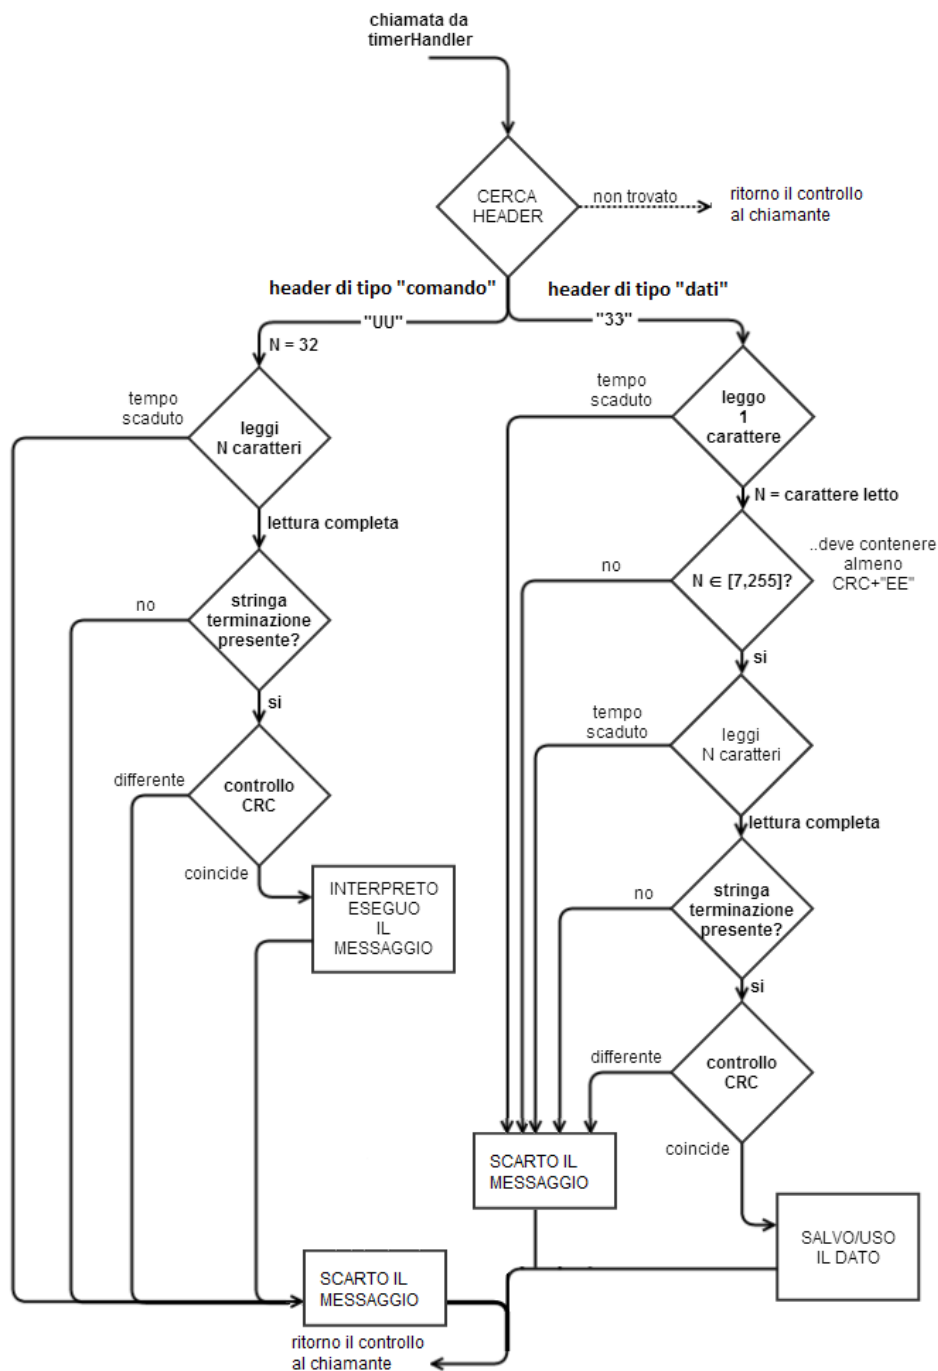 chiamata da
timerHandler
CERCA
HEADER
non trovato
ritorno il controllo
al chiamante
header di tipo "comando"
header di tipo "dati"
"UU"
"33"
N = 32
tempo
scaduto
leggi
N caratteri
lettura completa
no
stringa
terminazione
presente?
si
differente
controllo
CRC
coincide
INTERPRETO
ESEGUO
IL
MESSAGGIO
SCARTO IL
MESSAGGIO
tempo
scaduto
leggo
1
carattere
N = carattere letto
..deve contenere
almeno
CRC+"EE"
no
N ∈ [7,255]?
si
tempo
scaduto
leggi
N caratteri
lettura completa
no
stringa
terminazione
presente?
si
differente
controllo
CRC
coincide
SCARTO IL
MESSAGGIO
SALVO/USO
IL DATO
ritorno il controllo
al chiamante